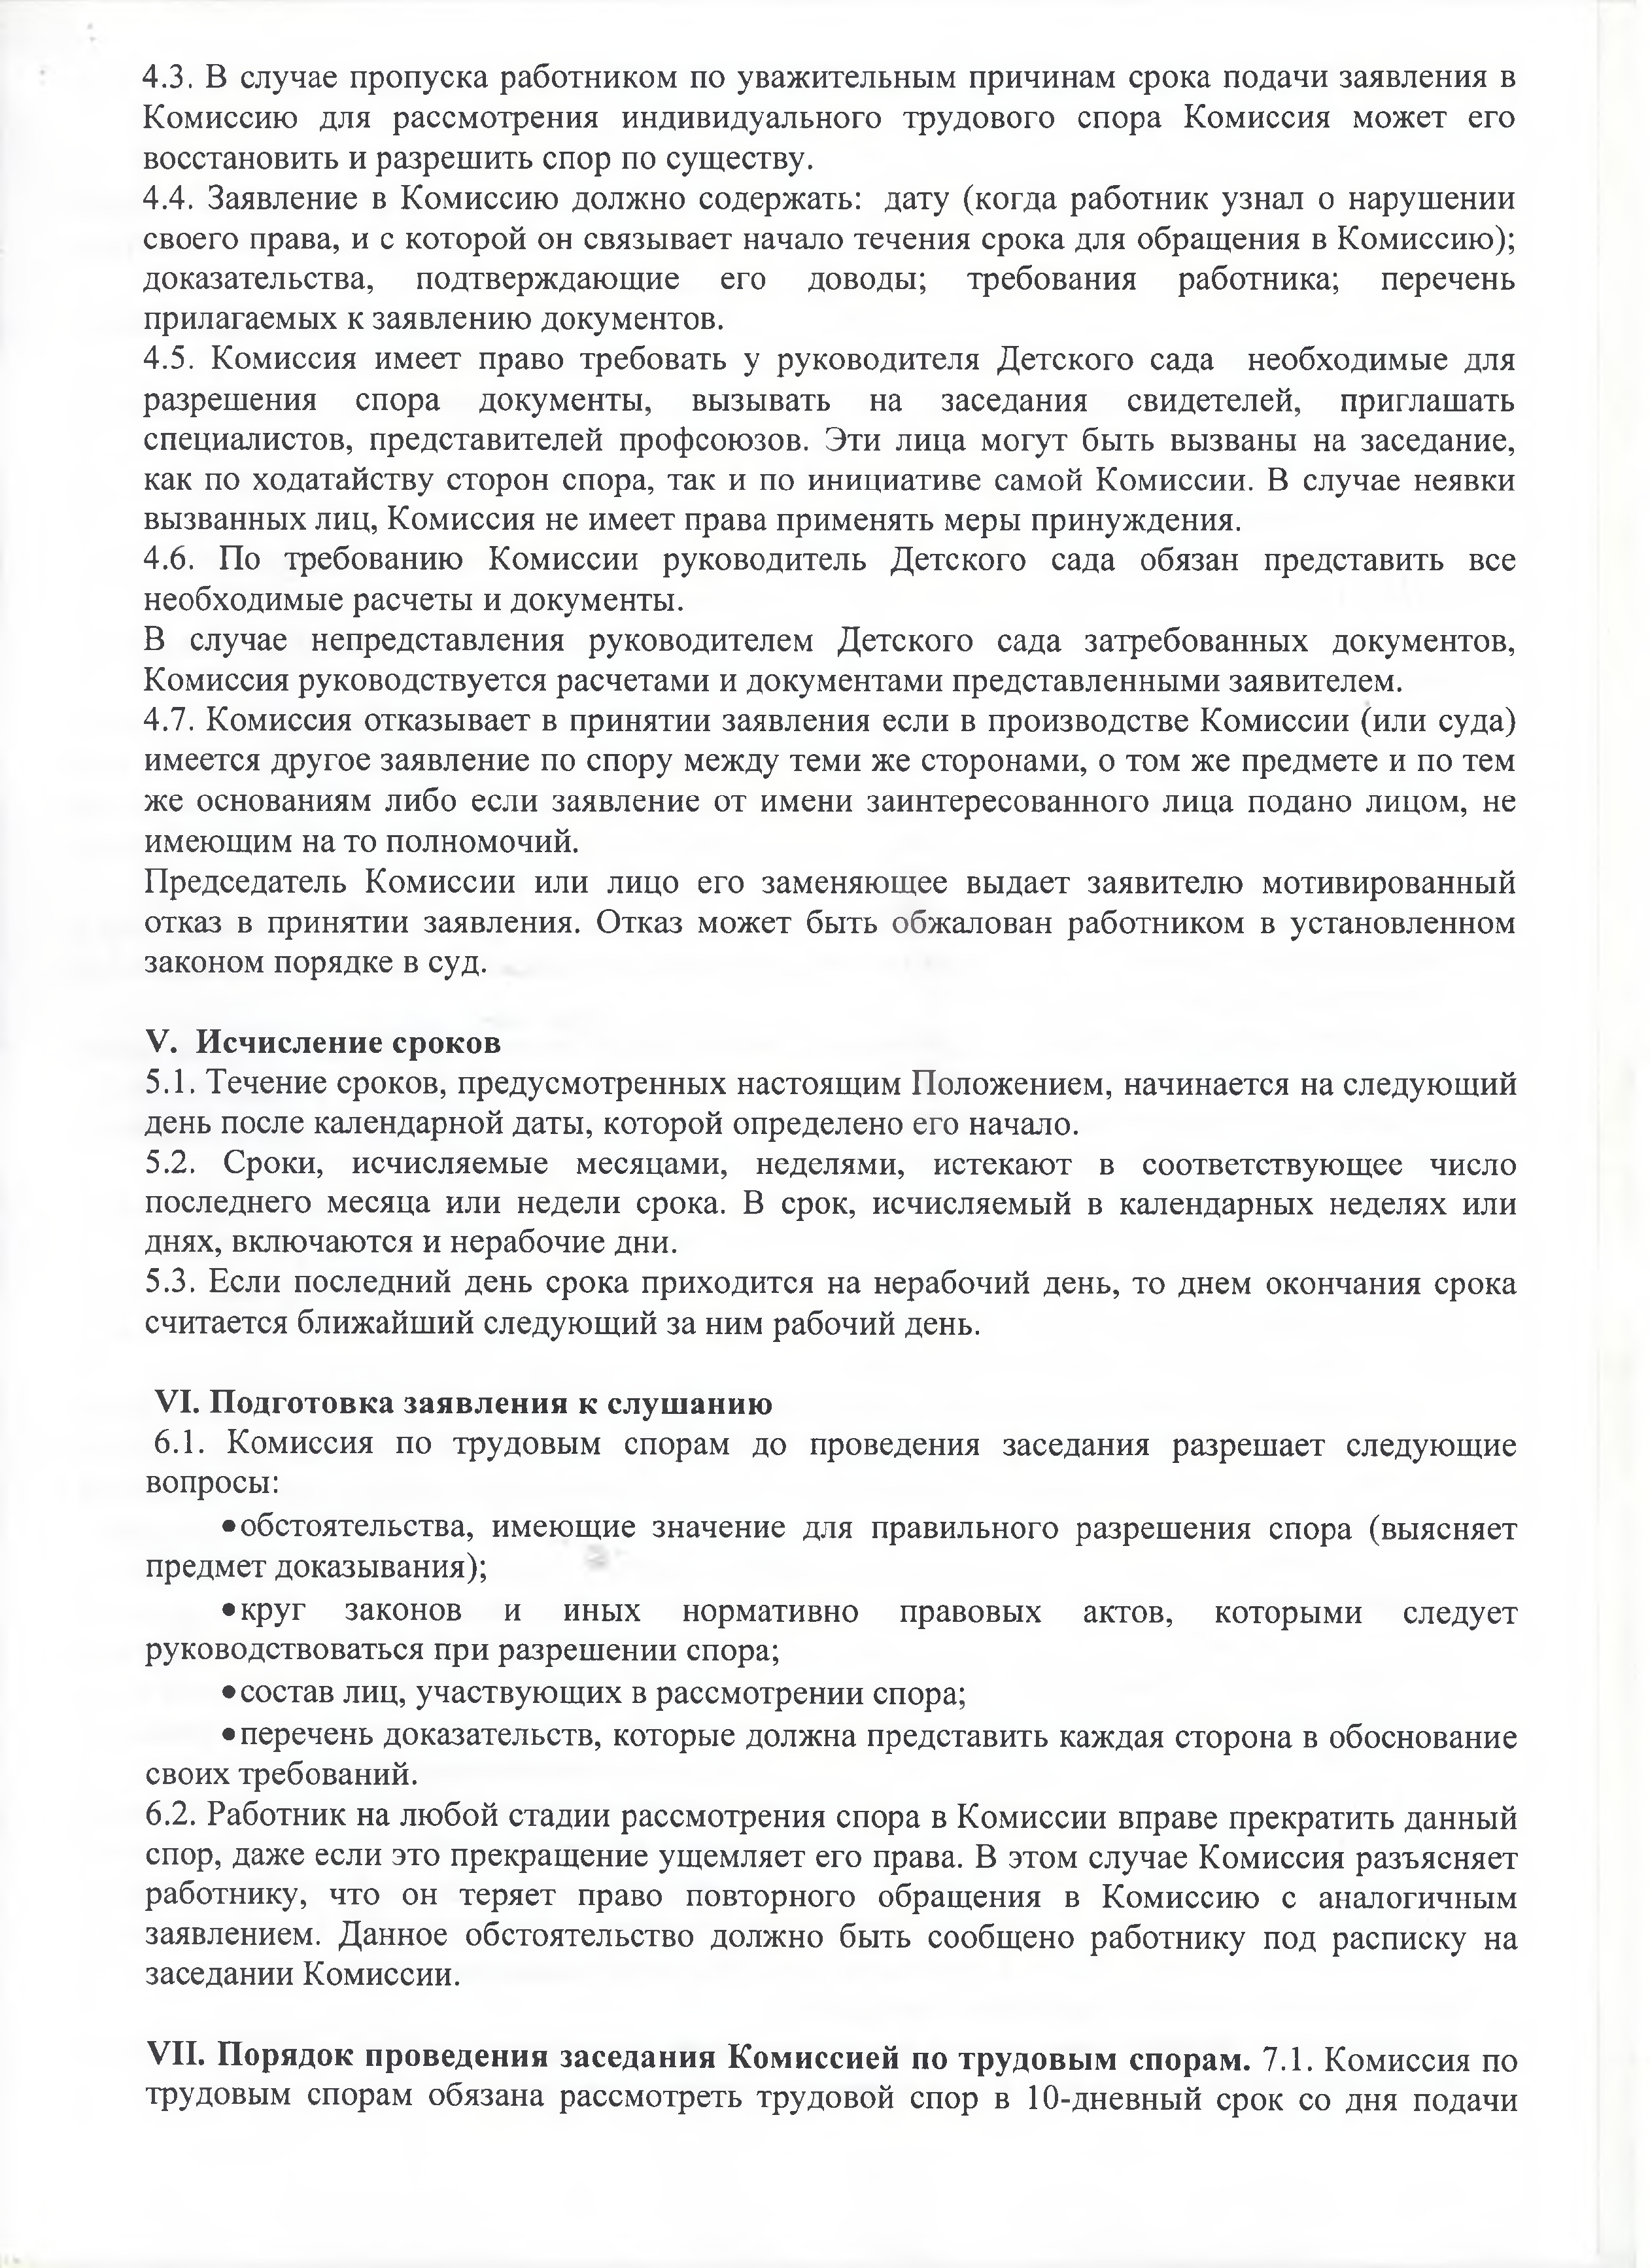 4.3. В случае пропуска работником по уважительным причинам срока подачи заявления в
Комиссию для рассмотрения индивидуального трудового спора Комиссия может его
восстановить и разрешить спор по существу.
4.4. Заявление в Комиссию должно содержать: дату (когда работник узнал о нарушении
своего права, и с которой он связывает начало течения срока для обращения в Комиссию);
доказательства, подтверждающие его доводы; требования работника; перечень
прилагаемых к заявлению документов.
4.5. Комиссия имеет право требовать у руководителя Детского сада необходимые для
разрешения спора документы, вызывать на заседания свидетелей, приглашать
специалистов, представителей профсоюзов. Эти лица могут быть вызваны на заседание,
как по ходатайству сторон спора, так и по инициативе самой Комиссии. В случае неявки
вызванных лиц, Комиссия не имеет права применять меры принуждения.
4.6. По требованию Комиссии руководитель Детского сада обязан представить все
необходимые расчеты и документы.
В случае непредставления руководителем Детского сада затребованных документов,
Комиссия руководствуется расчетами и документами представленными заявителем.
4.7. Комиссия отказывает в принятии заявления если в производстве Комиссии (или суда)
имеется другое заявление по спору между теми же сторонами, о том же предмете и по тем
же основаниям либо если заявление от имени заинтересованного лица подано лицом, не
имеющим на то полномочий.
Председатель Комиссии или лицо его заменяющее выдает заявителю мотивированный
отказ в принятии заявления. Отказ может быть обжалован работником в установленном
законом порядке в суд.
V. Исчисление сроков
5.1. Течение сроков, предусмотренных настоящим Положением, начинается на следующий
день после календарной даты, которой определено его начало.
5.2. Сроки, исчисляемые месяцами, неделями, истекают в соответствующее число
последнего месяца или недели срока. В срок, исчисляемый в календарных неделях или
днях, включаются и нерабочие дни.
5.3. Если последний день срока приходится на нерабочий день, то днем окончания срока
считается ближайший следующий за ним рабочий день.
VI. Подготовка заявления к слушанию
6.1. Комиссия по трудовым спорам до проведения заседания разрешает следующие
вопросы:
•обстоятельства, имеющие значение для правильного разрешения спора (выясняет
предмет доказывания);
•круг законов и иных нормативно правовых актов, которыми следует
руководствоваться при разрешении спора;
•состав лиц, участвующих в рассмотрении спора;
•перечень доказательств, которые должна представить каждая сторона в обоснование
своих требований.
6.2. Работник на любой стадии рассмотрения спора в Комиссии вправе прекратить данный
спор, даже если это прекращение ущемляет его права. В этом случае Комиссия разъясняет
работнику, что он теряет право повторного обращения в Комиссию с аналогичным
заявлением. Данное обстоятельство должно быть сообщено работнику под расписку на
заседании Комиссии.
VII. Порядок проведения заседания Комиссией по трудовым спорам. 7.1. Комиссия по
трудовым спорам обязана рассмотреть трудовой спор в 10-дневный срок со дня подачи